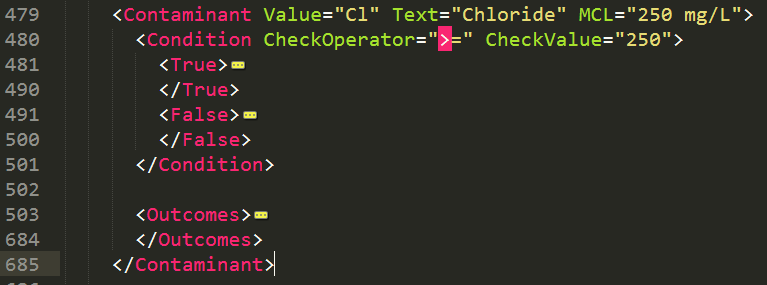 479 <Contaminant Value="Cl" Text="Chloride" MCL="250 mg/L">
480 <Condition CheckOperator=">=" CheckValue="250">
481 <True>
490 </True>
491 <False>
500 </False>
501 </Condition>
502
503 <Outcomes>
684 </Outcomes>
685 </Contaminant>